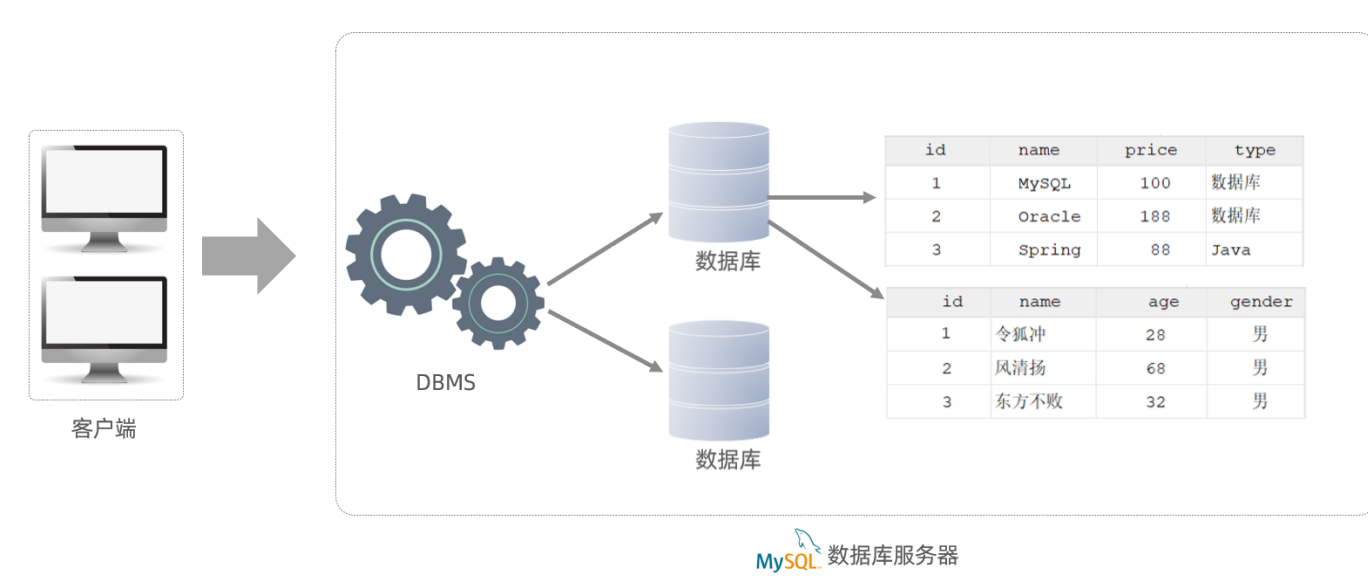 id name price type
1 MySQL 100 数据库
2 Oracle 188 数据库
3 Spring 88 Java
数据库
id name age gender
1 令狐冲 28 男
2 风清扬 68 男
3 东方不败 32 男
DBMS
客户端
数据库
MySQL 数据库服务器